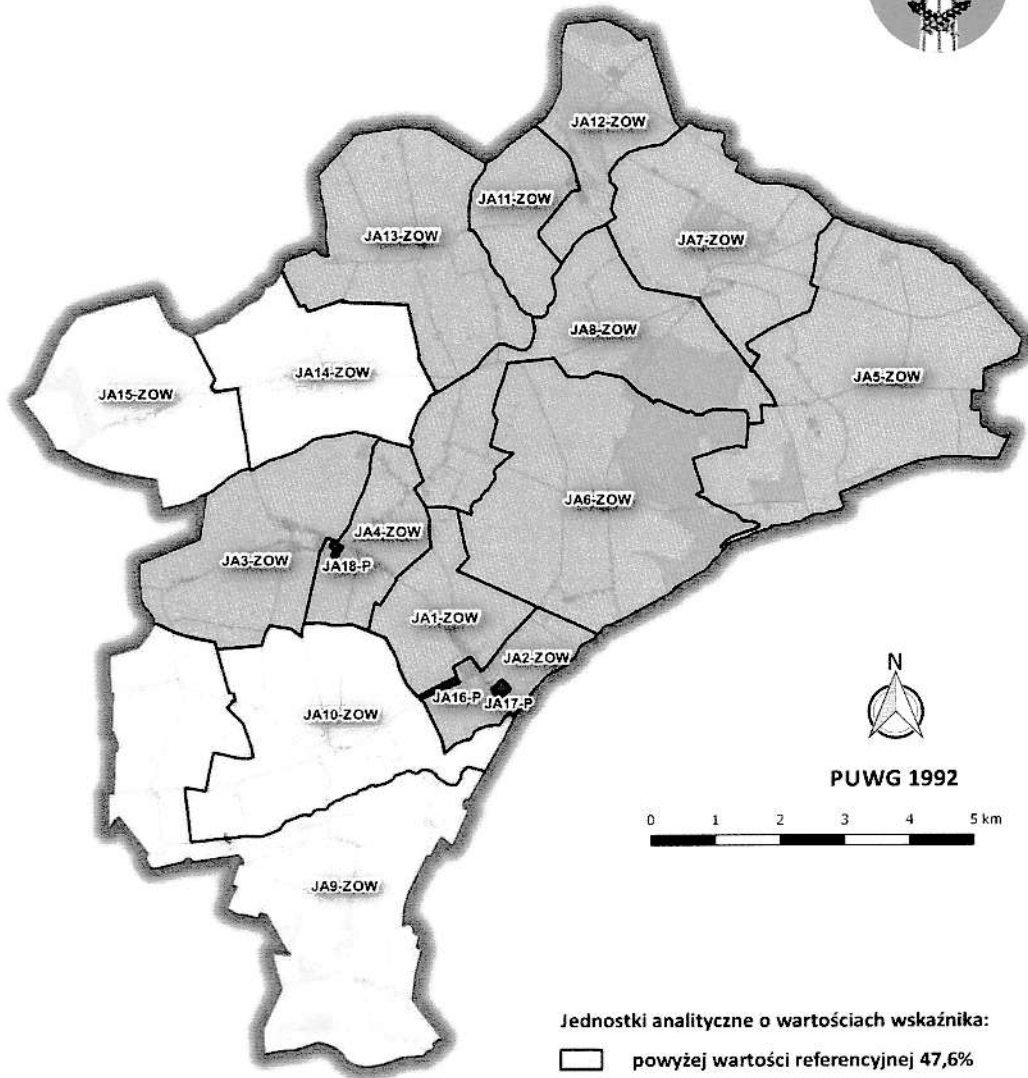 JA12-ZOW
JA11-ZOW
JA13-ZOW
JA7-ZOW
JA8-ZOW
JA14-ZOW
JA5-ZOW
JA15-ZOW
JA6-ZOW
JA4-ZOW
JA3-ZOW
JA18-P
JA1-ZOW
JA2-ZOW
JA16-P
JA17-P
JA10-ZOW
N
PUWG 1992
0 1 2 3 4 5 km
JA9-ZOW
Jednostki analityczne o wartościach wskaźnika:
powyżej wartości referencyjnej 47,6%